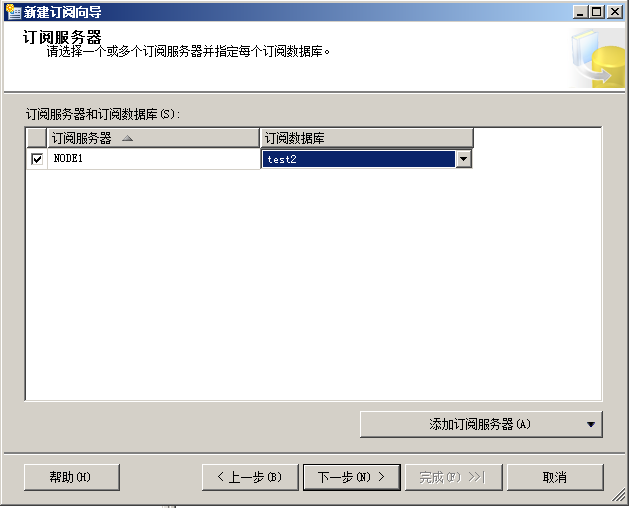 新建订阅向导
订阅服务器
请选择一个或多个订阅服务器并指定每个订阅数据库。
订阅服务器和订阅数据库(S):
订阅服务器 订阅数据库
NODE1 test2
添加订阅服务器(A)
帮助(H) < 上一步(B) 下一步(N) > 完成(F) >>| 取消